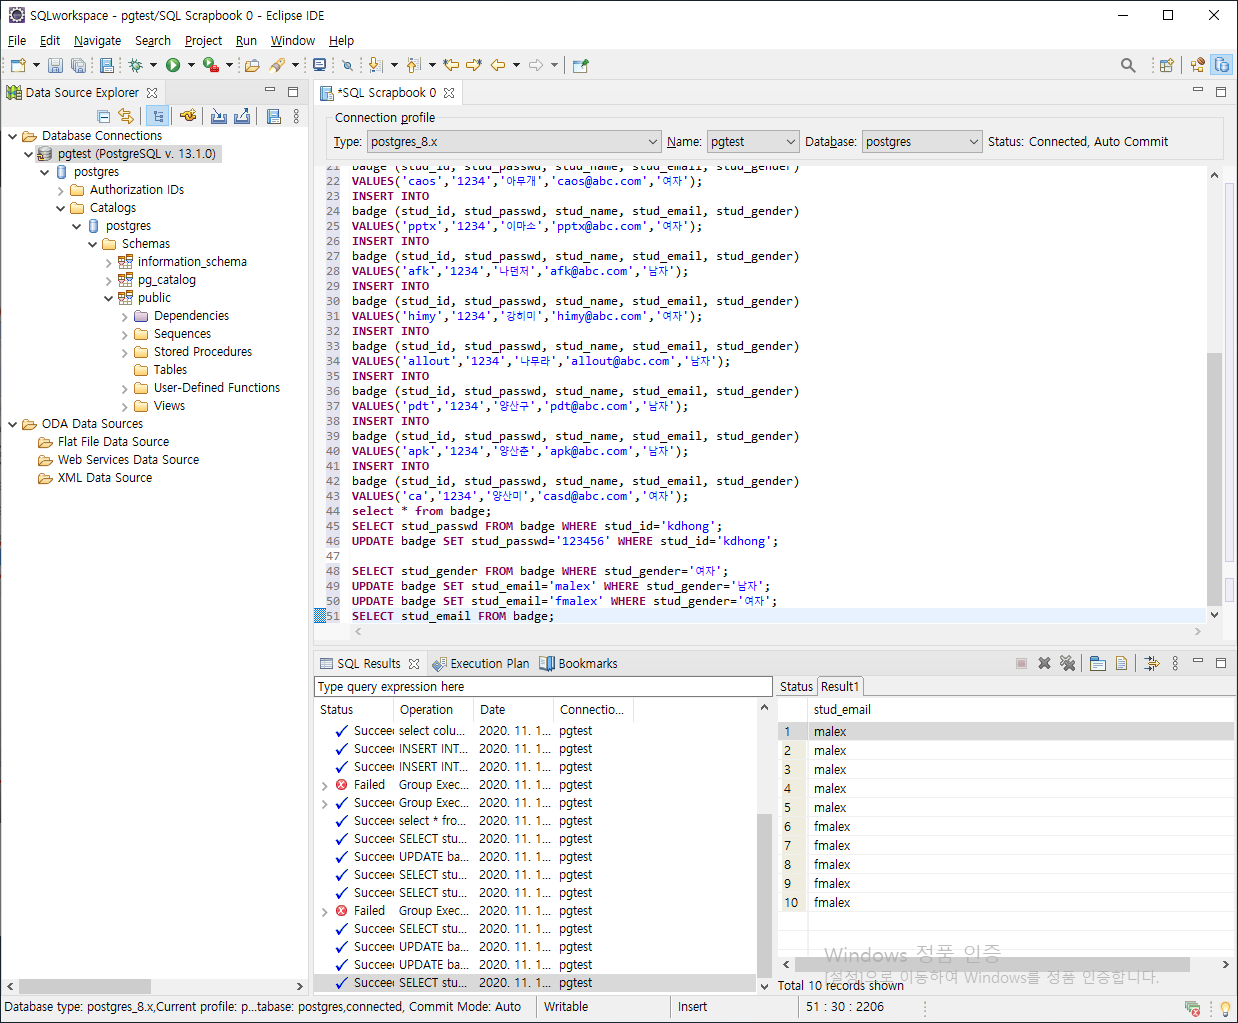 SQLworkspace - pgtest/SQL Scrapbook 0 - Eclipse IDE
File Edit Navigate Search Project Run Window Help
Data Source Explorer
Database Connections
pgtest (PostgreSQL v. 13.1.0)
postgres
Authorization IDs
Catalogs
postgres
Schemas
information_schema
pg_catalog
public
Dependencies
Sequences
Stored Procedures
Tables
User-Defined Functions
Views
ODA Data Sources
Flat File Data Source
Web Services Data Source
XML Data Source
*SQL Scrapbook 0
Connection profile
Type: postgres_8.x Name: pgtest Database: postgres Status: Connected, Auto Commit
21 badge (stud_id, stud_passwd, stud_name, stud_email, stud_gender)
22 VALUES('caos','1234','아무개','caos@abc.com','여자');
23 INSERT INTO
24 badge (stud_id, stud_passwd, stud_name, stud_email, stud_gender)
25 VALUES('pptx','1234','이마소','pptx@abc.com','여자');
26 INSERT INTO
27 badge (stud_id, stud_passwd, stud_name, stud_email, stud_gender)
28 VALUES('afk','1234','나던저','afk@abc.com','남자');
29 INSERT INTO
30 badge (stud_id, stud_passwd, stud_name, stud_email, stud_gender)
31 VALUES('himy','1234','강히미','himy@abc.com','여자');
32 INSERT INTO
33 badge (stud_id, stud_passwd, stud_name, stud_email, stud_gender)
34 VALUES('allout','1234','나무라','allout@abc.com','남자');
35 INSERT INTO
36 badge (stud_id, stud_passwd, stud_name, stud_email, stud_gender)
37 VALUES('pdt','1234','양산구','pdt@abc.com','남자');
38 INSERT INTO
39 badge (stud_id, stud_passwd, stud_name, stud_email, stud_gender)
40 VALUES('apk','1234','양산춘','apk@abc.com','남자');
41 INSERT INTO
42 badge (stud_id, stud_passwd, stud_name, stud_email, stud_gender)
43 VALUES('ca','1234','양산미','casd@abc.com','여자');
44 select * from badge;
45 SELECT stud_passwd FROM badge WHERE stud_id='kdhong';
46 UPDATE badge SET stud_passwd='123456' WHERE stud_id='kdhong';
47
48 SELECT stud_gender FROM badge WHERE stud_gender='여자';
49 UPDATE badge SET stud_email='malex' WHERE stud_gender='남자';
50 UPDATE badge SET stud_email='fmalex' WHERE stud_gender='여자';
51 SELECT stud_email FROM badge;
SQL Results Execution Plan Bookmarks
Type query expression here
Status Operation Date Connectio...
Succee select colu... 2020. 11. 1... pgtest
Succee INSERT INT... 2020. 11. 1... pgtest
Succee INSERT INT... 2020. 11. 1... pgtest
Failed Group Exec... 2020. 11. 1... pgtest
Succee Group Exec... 2020. 11. 1... pgtest
Succee select * fro... 2020. 11. 1... pgtest
Succee SELECT stu... 2020. 11. 1... pgtest
Succee UPDATE ba... 2020. 11. 1... pgtest
Succee SELECT stu... 2020. 11. 1... pgtest
Succee SELECT stu... 2020. 11. 1... pgtest
Failed Group Exec... 2020. 11. 1... pgtest
Succee SELECT stu... 2020. 11. 1... pgtest
Succee UPDATE ba... 2020. 11. 1... pgtest
Succee UPDATE ba... 2020. 11. 1... pgtest
Succee SELECT stu... 2020. 11. 1... pgtest
Status Result1
stud_email
1 malex
2 malex
3 malex
4 malex
5 malex
6 fmalex
7 fmalex
8 fmalex
9 fmalex
10 fmalex
Windows 정품 인증
[설정]으로 이동하여 Windows를 정품 인증합니다.
Total 10 records shown
Database type: postgres_8.x,Current profile: p...tabase: postgres,connected, Commit Mode: Auto Writable Insert 51 : 30 : 2206